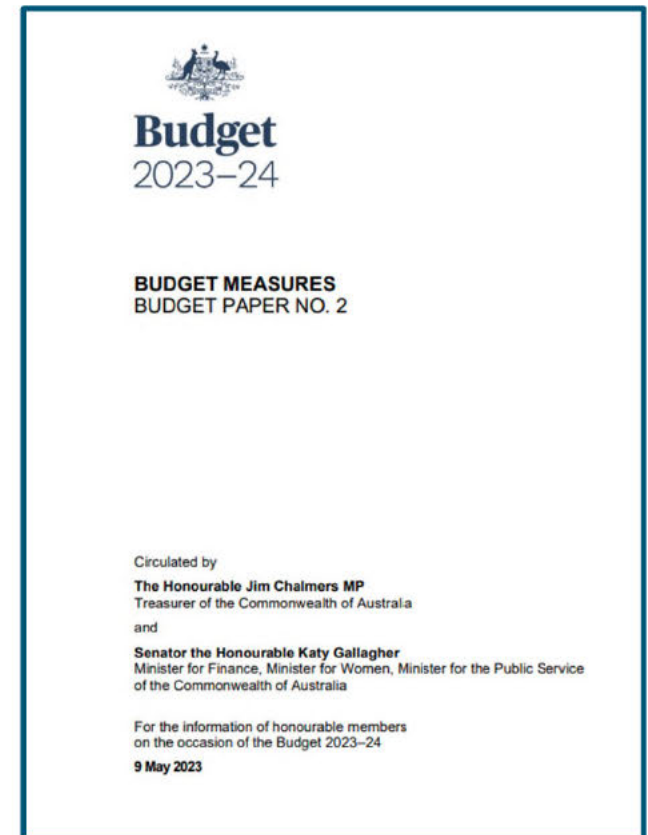 Budget
2023–24
BUDGET MEASURES
BUDGET PAPER NO. 2
Circulated by
The Honourable Jim Chalmers MP
Treasurer of the Commonwealth of Australia
and
Senator the Honourable Katy Gallagher
Minister for Finance, Minister for Women, Minister for the Public Service
of the Commonwealth of Australia
For the information of honourable members
on the occasion of the Budget 2023–24
9 May 2023